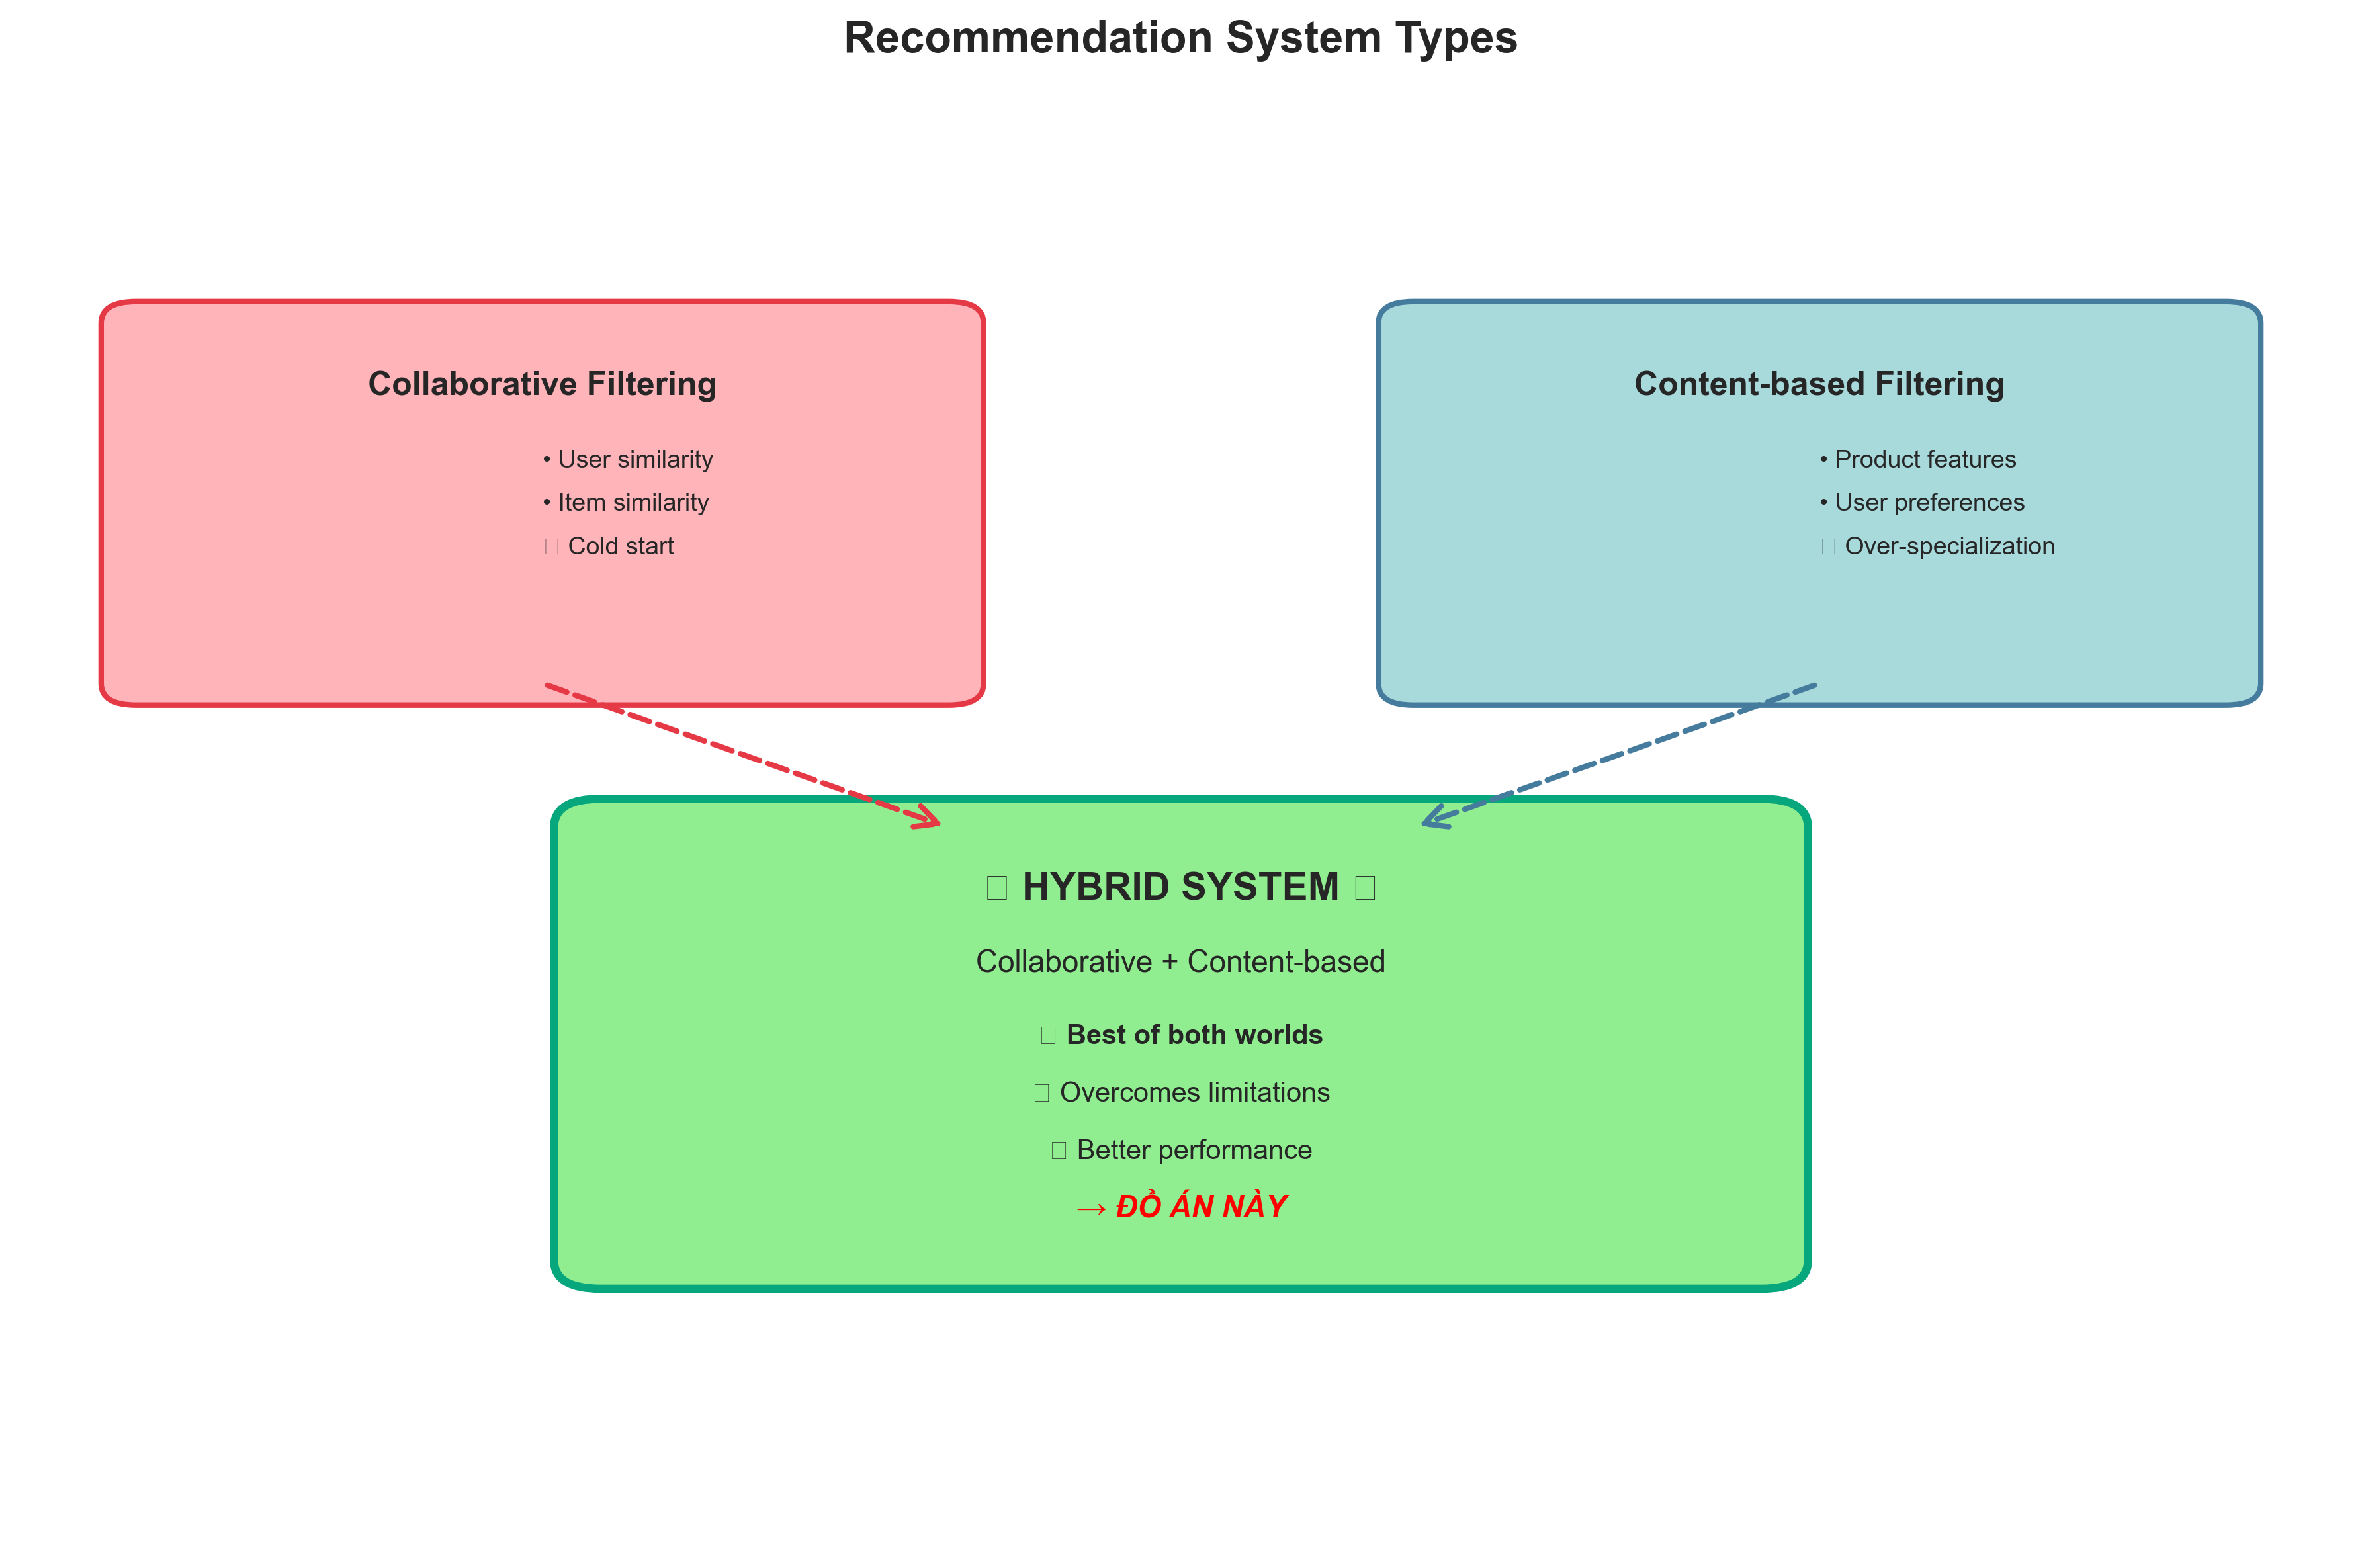 Recommendation System Types
Collaborative Filtering
• User similarity
• Item similarity
▯ Cold start
Content-based Filtering
• Product features
• User preferences
▯ Over-specialization
▯ HYBRID SYSTEM ▯
Collaborative + Content-based
▯ Best of both worlds
▯ Overcomes limitations
▯ Better performance
→ ĐỒ ÁN NÀY